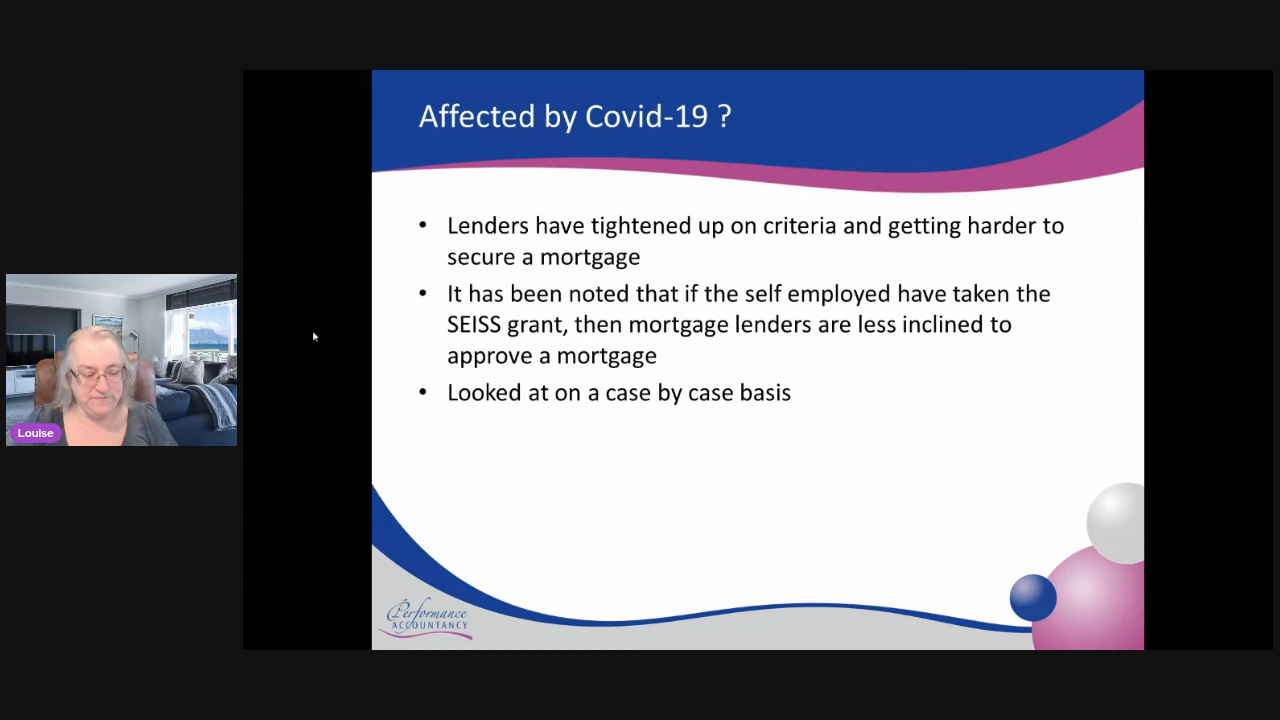 Affected by Covid-19 ?
• Lenders have tightened up on criteria and getting harder to
secure a mortgage
• It has been noted that if the self employed have taken the
SEISS grant, then mortgage lenders are less inclined to
approve a mortgage
• Looked at on a case by case basis
Louise
Performance
ACCOUNTANCY